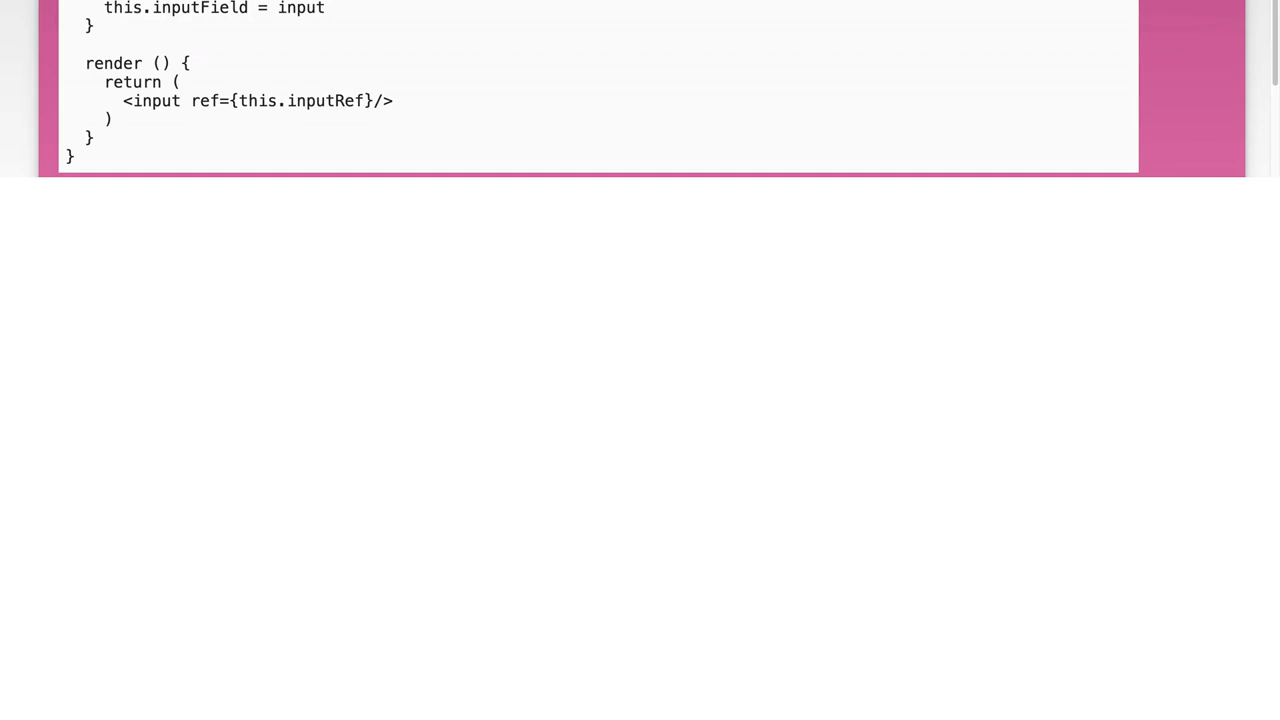 this.inputField = input
}
render () {
return (
<input ref={this.inputRef}/>
)
}
}